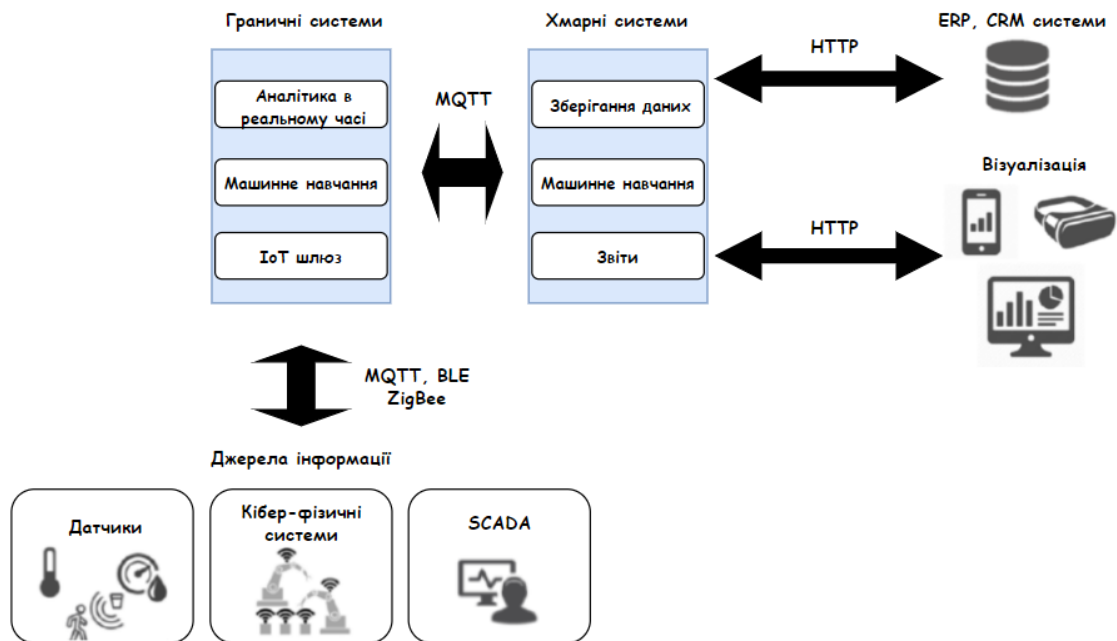 Граничні системи
Аналітика в
реальному часі
Машинне навчання
IoT шлюз
MQTT
Хмарні системи
Зберігання даних
Машинне навчання
Звіти
HTTP
ERP, CRM системи
HTTP
Візуалізація
MQTT, BLE
ZigBee
Джерела інформації
Датчики
Кібер-фізичні
системи
SCADA